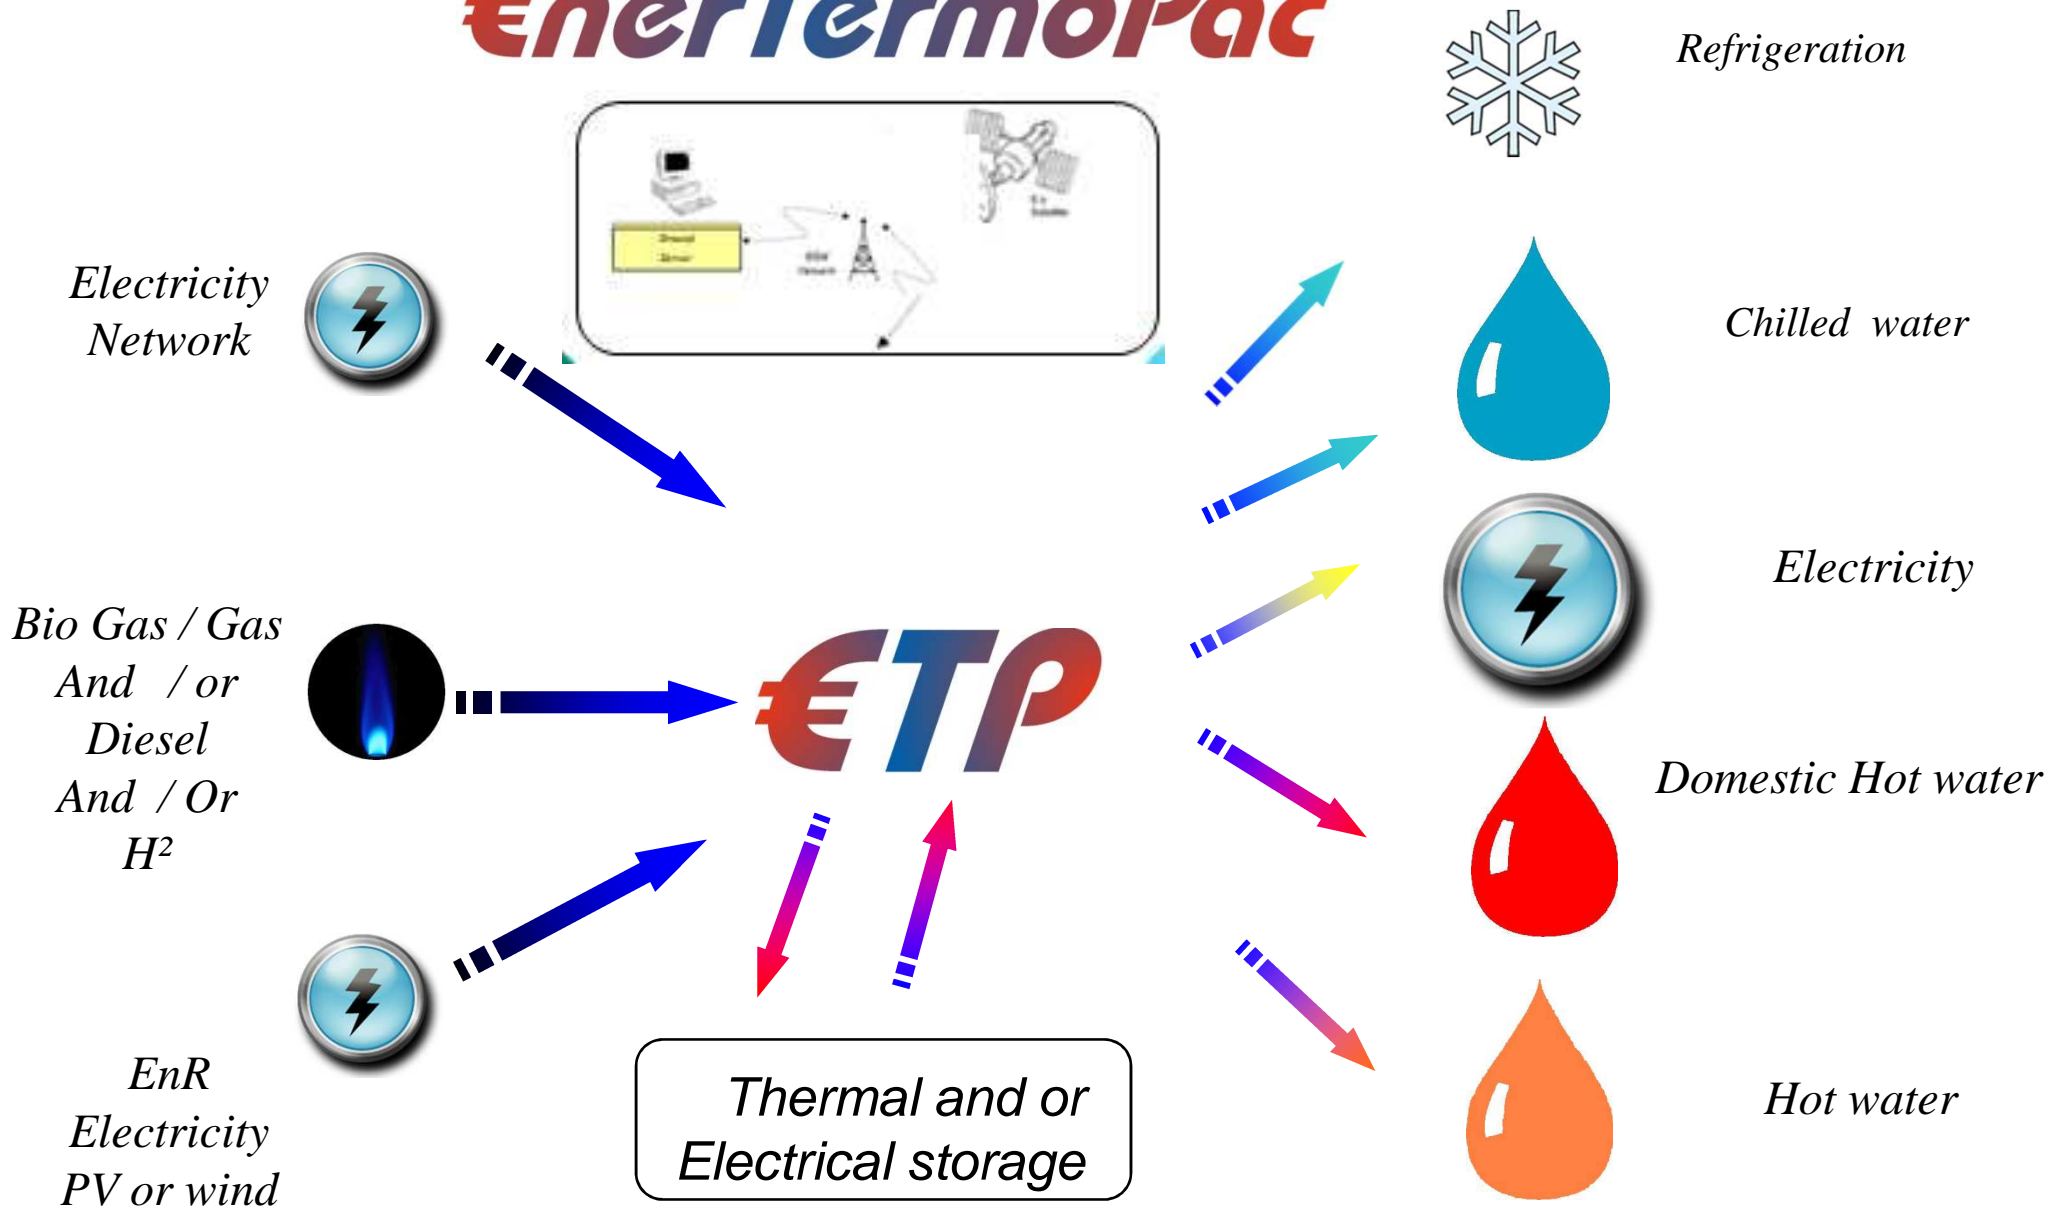 €nerTermoPac
Electricity
Network
Bio Gas / Gas
And / or
Diesel
And / Or
H²
EnR
Electricity
PV or wind
€TP
Thermal and or
Electrical storage
Refrigeration
Chilled water
Electricity
Domestic Hot water
Hot water